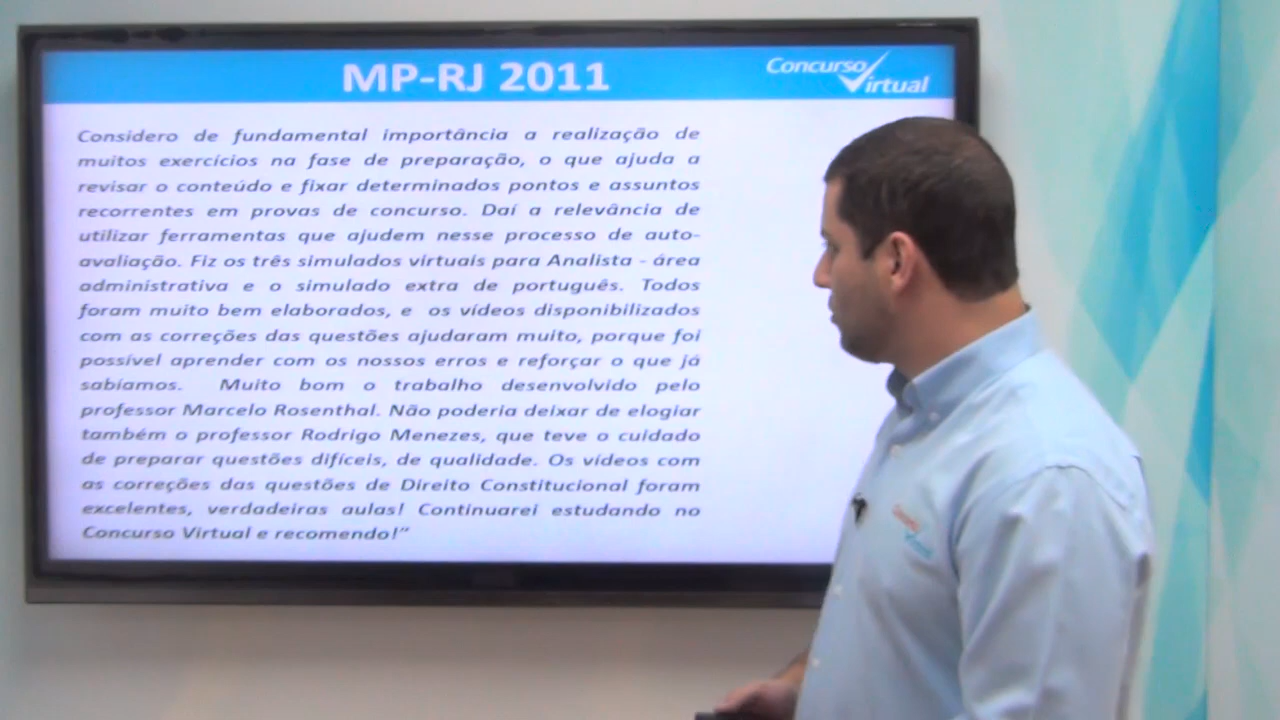 MP-RJ 2011
Concurso
Virtual
Considero de fundamental importância a realização de
muitos exercícios na fase de preparação, o que ajuda a
revisar o conteúdo e fixar determinados pontos e assuntos
recorrentes em provas de concurso. Daí a relevância de
utilizar ferramentas que ajudem nesse processo de auto-
avaliação. Fiz os três simulados virtuais para Analista - área
administrativa e o simulado extra de português. Todos
foram muito bem elaborados, e os vídeos disponibilizados
com as correções das questões ajudaram muito, porque foi
possível aprender com os nossos erros e reforçar o que já
sabíamos. Muito bom o trabalho desenvolvido pelo
professor Marcelo Rosenthal. Não poderia deixar de elogiar
também o professor Rodrigo Menezes, que teve o cuidado
de preparar questões difíceis, de qualidade. Os vídeos com
as correções das questões de Direito Constitucional foram
excelentes, verdadeiras aulas! Continuarei estudando no
Concurso Virtual e recomendo!”
Concurso
Virtual